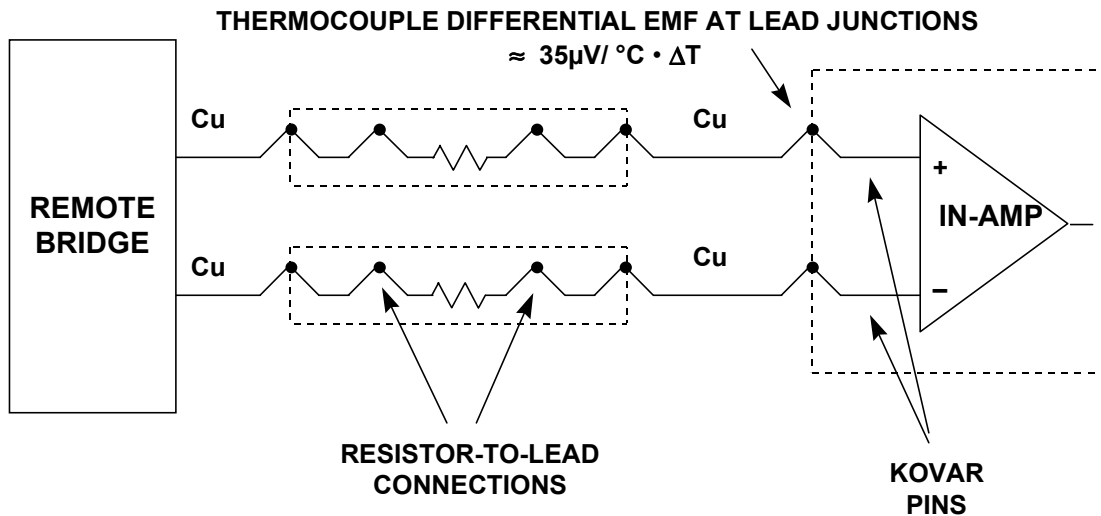 THERMOCOUPLE DIFFERENTIAL EMF AT LEAD JUNCTIONS
≈ 35µV/ °C • ΔT
Cu
Cu
REMOTE
BRIDGE
+
IN-AMP
Cu
Cu
–
RESISTOR-TO-LEAD
CONNECTIONS
KOVAR
PINS